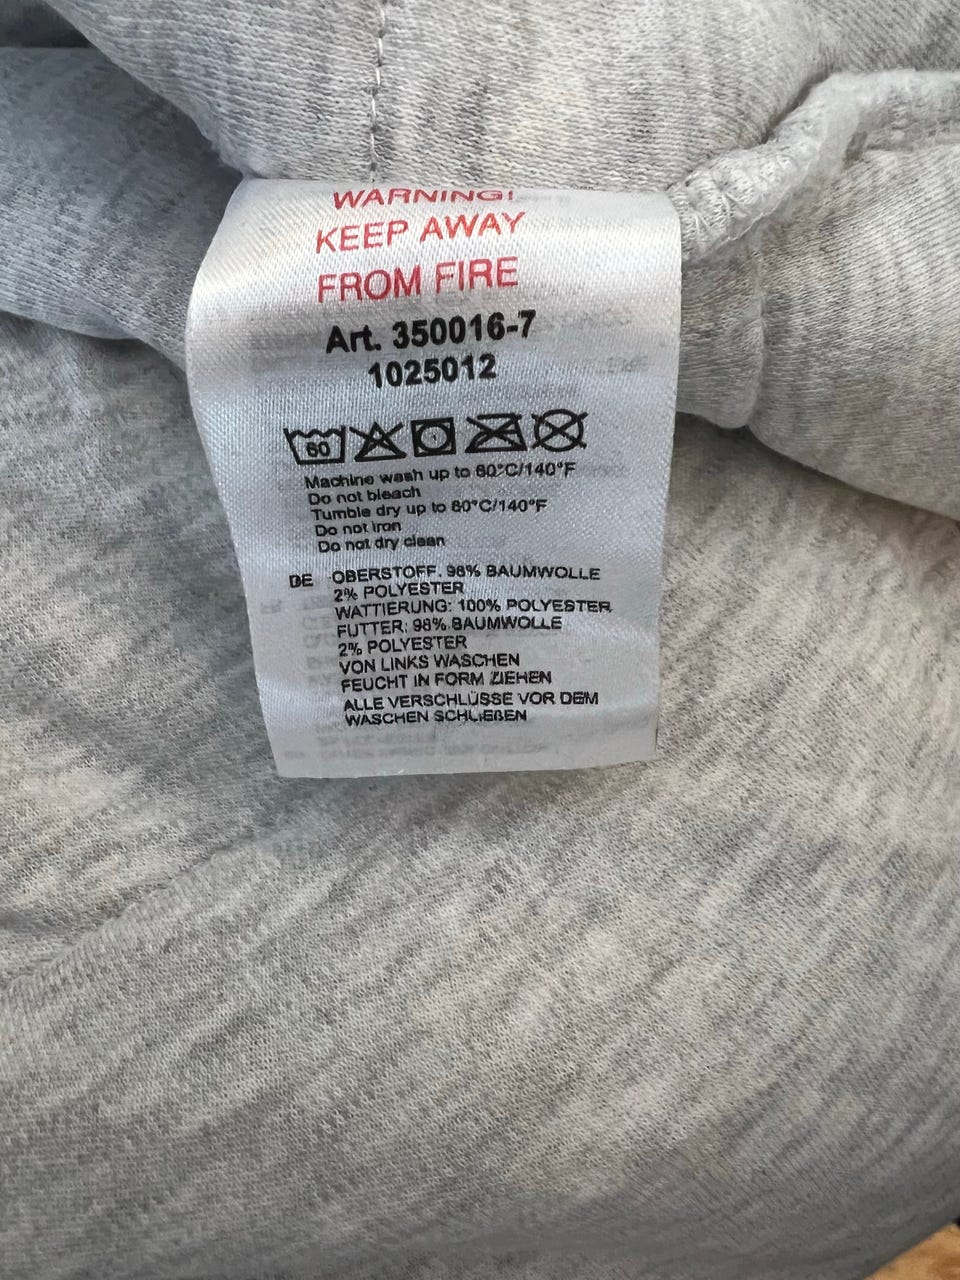 WARNING!
KEEP AWAY
FROM FIRE
Art. 350016-7
1025012
60
Machine wash up to 60°C/140°F
Do not bleach
Tumble dry up to 60°C/140°F
Do not iron
Do not dry clean
DE OBERSTOFF. 98% BAUMWOLLE
2% POLYESTER
WATTIERUNG: 100% POLYESTER
FUTTER: 98% BAUMWOLLE
2% POLYESTER
VON LINKS WASCHEN
FEUCHT IN FORM ZIEHEN
ALLE VERSCHLÜSSE VOR DEM
WASCHEN SCHLIEßEN